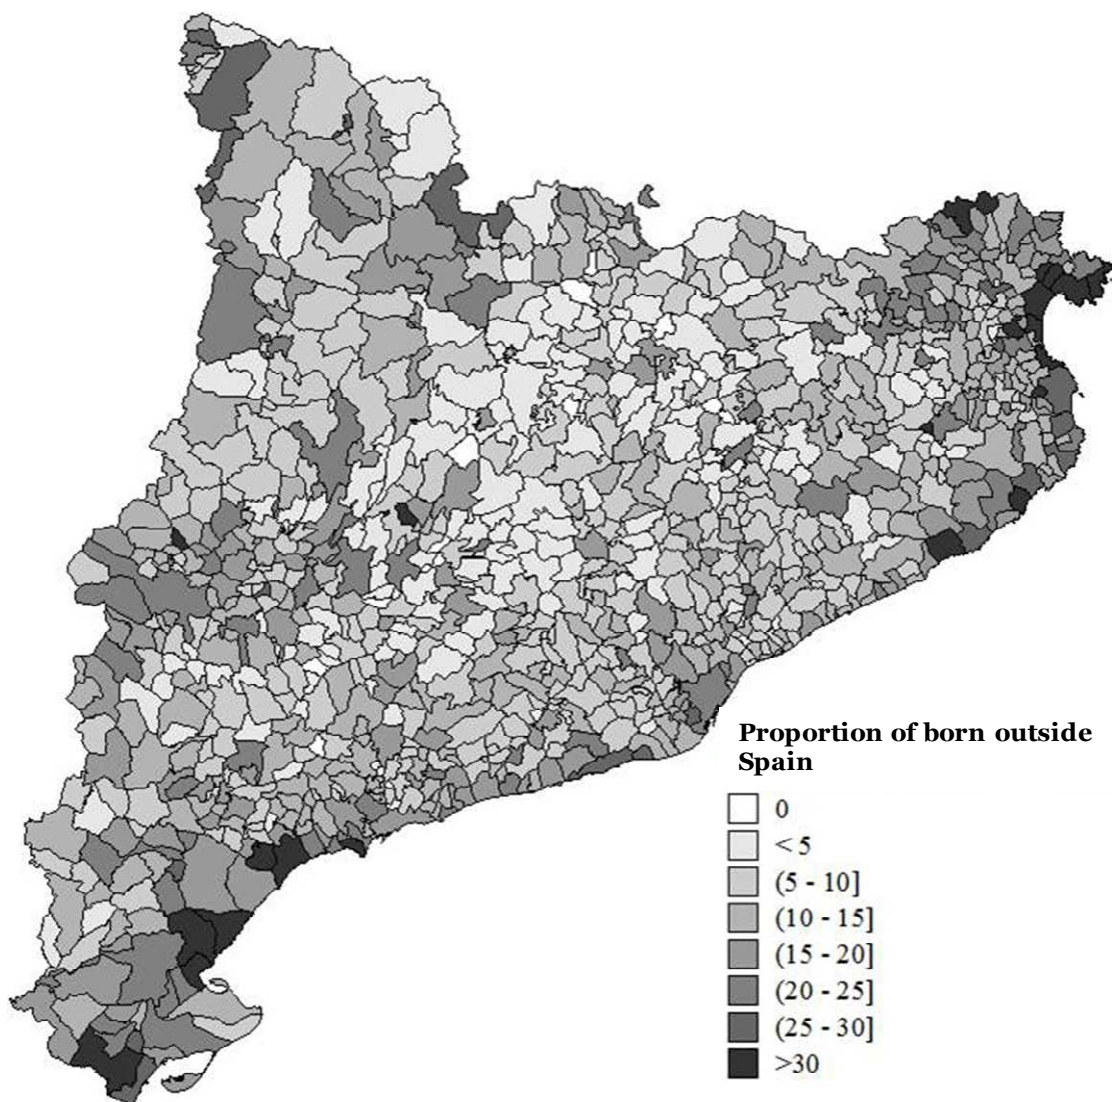 Proportion of born outside
Spain
0
< 5
(5 - 10]
(10 - 15]
(15 - 20]
(20 - 25]
(25 - 30]
>30